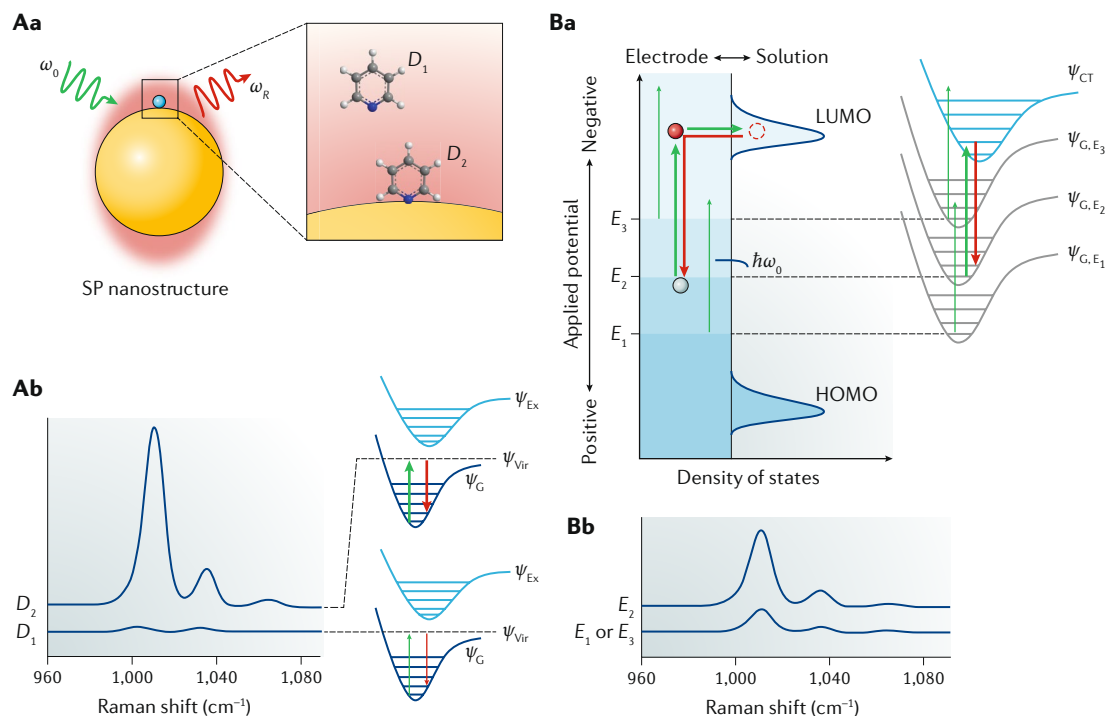 Aa
ω0
ωR
D1
D2
SP nanostructure
Ab
ψEx
ψVir
ψG
ψEx
ψVir
ψG
D2
D1
960
1,000
1,040
1,080
Raman shift (cm–1)
Ba
Electrode
Solution
Negative
Applied potential
Positive
LUMO
E3
E2
E1
ħω0
HOMO
Density of states
ψCT
ψG, E3
ψG, E2
ψG, E1
Bb
E2
E1 or E3
960
1,000
1,040
1,080
Raman shift (cm–1)